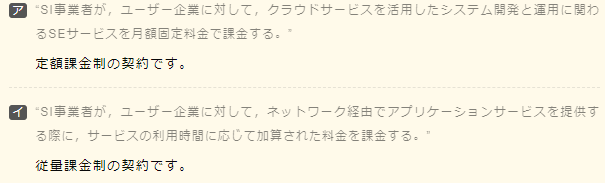 ア “SI事業者が，ユーザー企業に対して，クラウドサービスを活用したシステム開発と運用に関わ
るSEサービスを月額固定料金で課金する。”
定額課金制の契約です。
イ “SI事業者が，ユーザー企業に対して，ネットワーク経由でアプリケーションサービスを提供す
る際に，サービスの利用時間に応じて加算された料金を課金する。”
従量課金制の契約です。